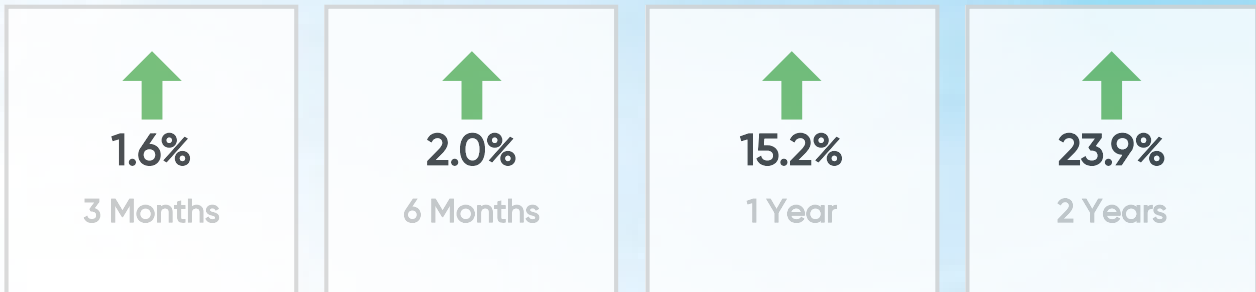 1.6%
3 Months
2.0%
6 Months
15.2%
1 Year
23.9%
2 Years